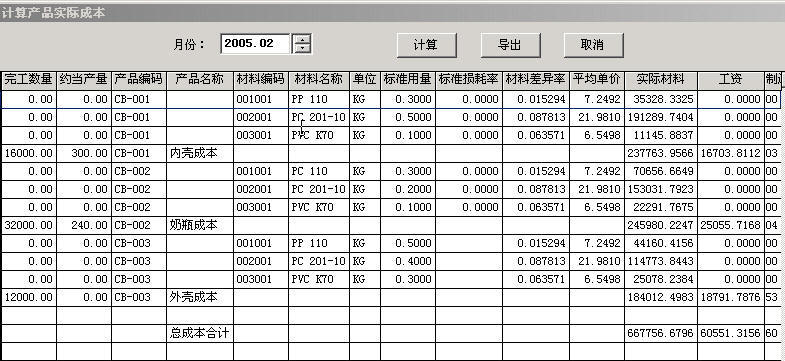 计算产品实际成本
月份： 2005.02 计算 导出 取消
完工数量 约当产量 产品编码 产品名称 材料编码 材料名称 单位 标准用量 标准损耗率 材料差异率 平均单价 实际材料 工资
0.00 0.00 CB-001 001001 PP 110 KG 0.3000 0.0000 0.015294 7.2492 35328.3325 0.0000 00
0.00 0.00 CB-001 002001 PC 201-10 KG 0.5000 0.0000 0.087813 21.9810 191289.7404 0.0000 00
0.00 0.00 CB-001 003001 PVC K70 KG 0.1000 0.0000 0.063571 6.5498 11145.8837 0.0000 00
16000.00 300.00 CB-001 内壳成本 237763.9566 16703.8112 03
0.00 0.00 CB-002 001001 PC 110 KG 0.3000 0.0000 0.015294 7.2492 70656.6649 0.0000 00
0.00 0.00 CB-002 002001 PC 201-10 KG 0.2000 0.0000 0.087813 21.9810 153031.7923 0.0000 00
0.00 0.00 CB-002 003001 PVC K70 KG 0.1000 0.0000 0.063571 6.5498 22291.7675 0.0000 00
32000.00 240.00 CB-002 奶瓶成本 245980.2247 25055.7168 04
0.00 0.00 CB-003 001001 PP 110 KG 0.5000 0.015294 7.2492 44160.4156 0.0000 00
0.00 0.00 CB-003 002001 PC 201-10 KG 0.4000 0.087813 21.9810 114773.8443 0.0000 00
0.00 0.00 CB-003 003001 PVC K70 KG 0.3000 0.063571 6.5498 25078.2384 0.0000 00
12000.00 0.00 CB-003 外壳成本 184012.4983 18791.7876 53
总成本合计 667756.6796 60551.3156 60